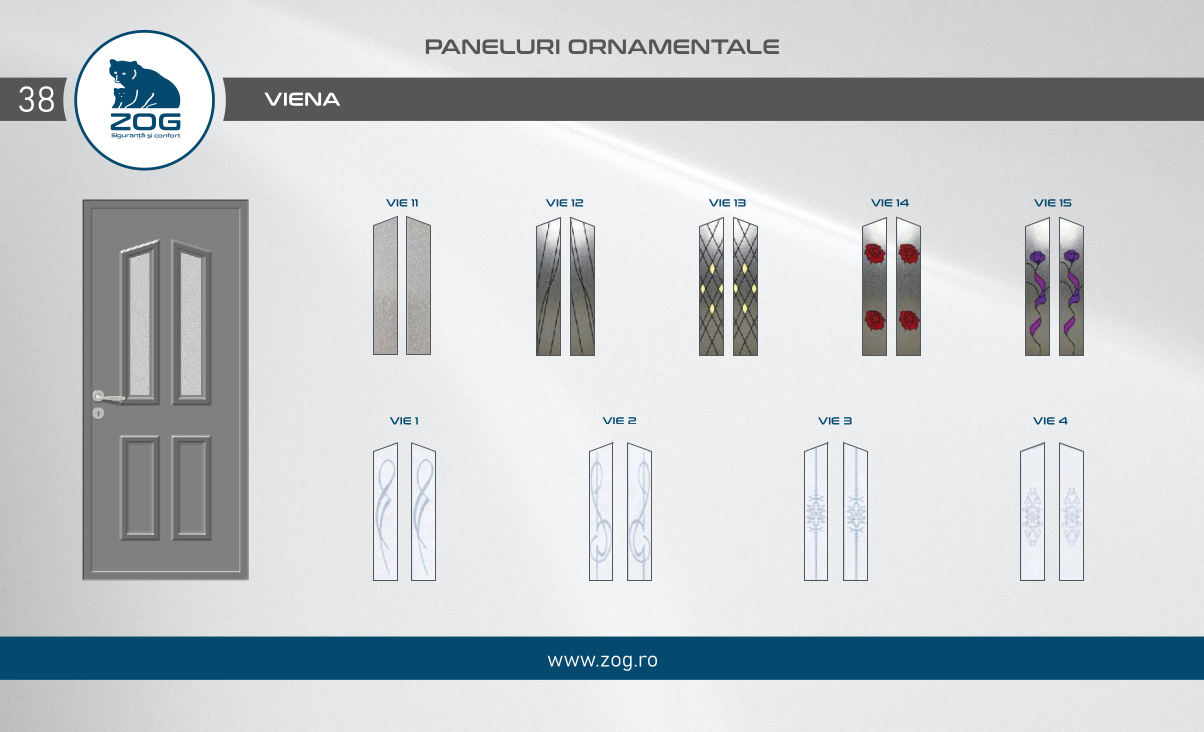 PANELURI ORNAMENTALE
38
VIENA
ZOG
Siguranță și confort
VIE 11
VIE 12
VIE 13
VIE 14
VIE 15
VIE 1
VIE 2
VIE 3
VIE 4
www.zog.ro